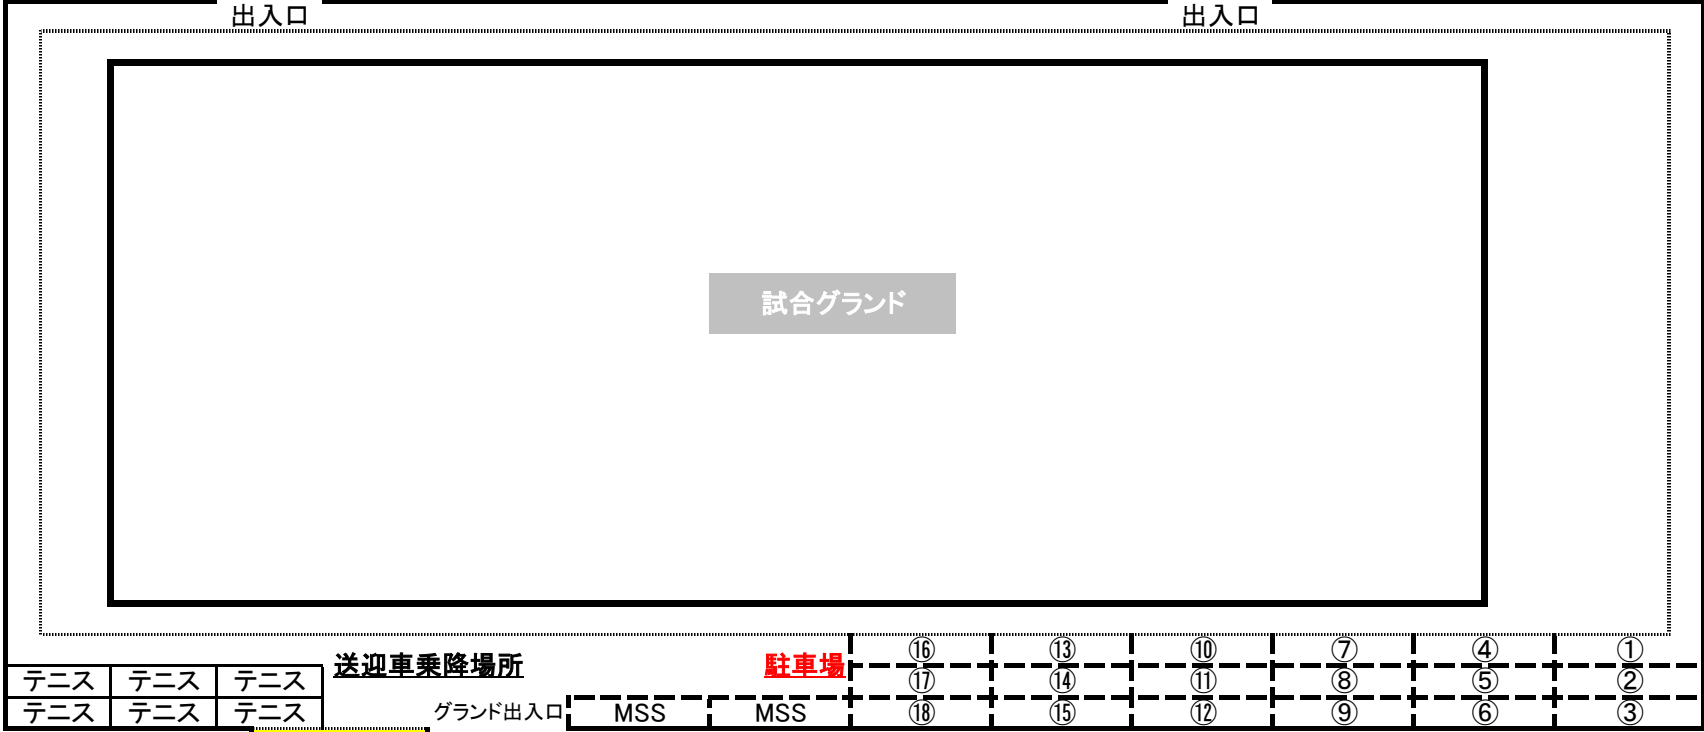 出入口 出入口
試合グランド
⑯ ⑬ ⑩ ⑦ ④ ①
送迎車乗降場所 駐車場
テニス テニス テニス ⑰ ⑭ ⑪ ⑧ ⑤ ②
テニス テニス テニス グランド出入口 MSS MSS ⑱ ⑮ ⑫ ⑨ ⑥ ③